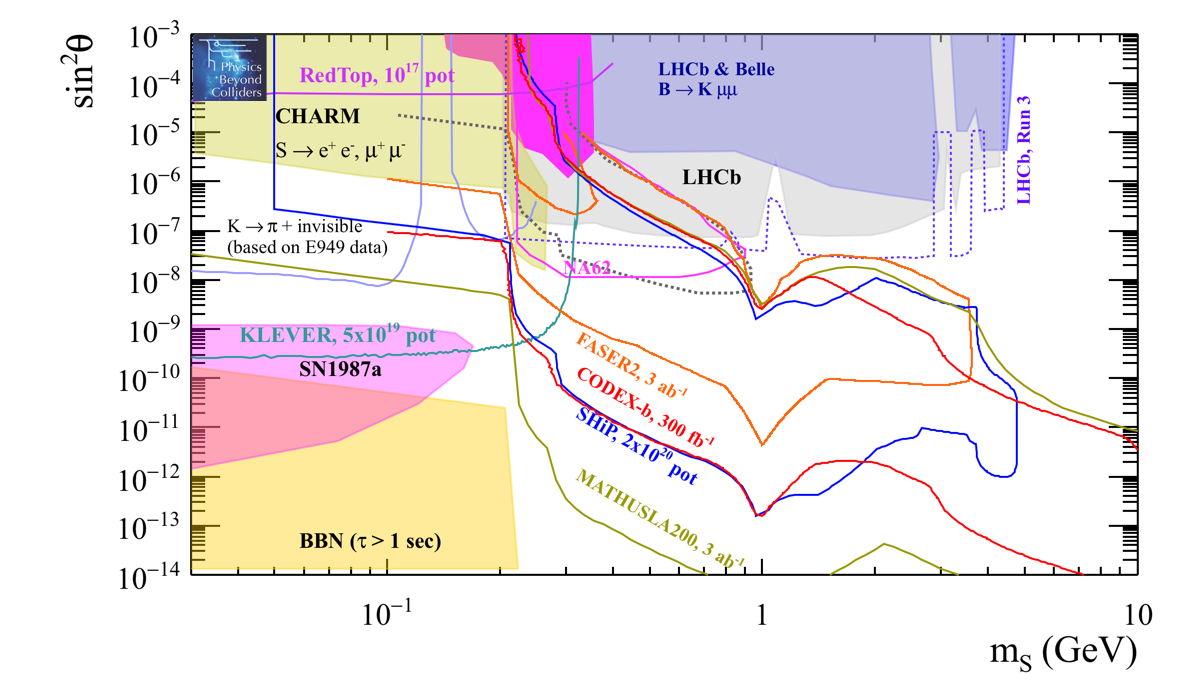 sin²θ
10⁻³
10⁻⁴
10⁻⁵
10⁻⁶
10⁻⁷
10⁻⁸
10⁻⁹
10⁻¹⁰
10⁻¹¹
10⁻¹²
10⁻¹³
10⁻¹⁴
Physics
Beyond
Colliders
RedTop, 10¹⁷ pot
LHCb & Belle
B → K μμ
CHARM
S → e⁺ e⁻, μ⁺ μ⁻
LHCb
LHCb, Run 3
K → π + invisible
(based on E949 data)
NA62
KLEVER, 5x10¹⁹ pot
SN1987a
FASER2, 3 ab⁻¹
CODEX-b, 300 fb⁻¹
SHiP, 2x10²⁰ pot
MATHUSLA200, 3 ab⁻¹
BBN (τ > 1 sec)
10⁻¹
1
10
m_S (GeV)